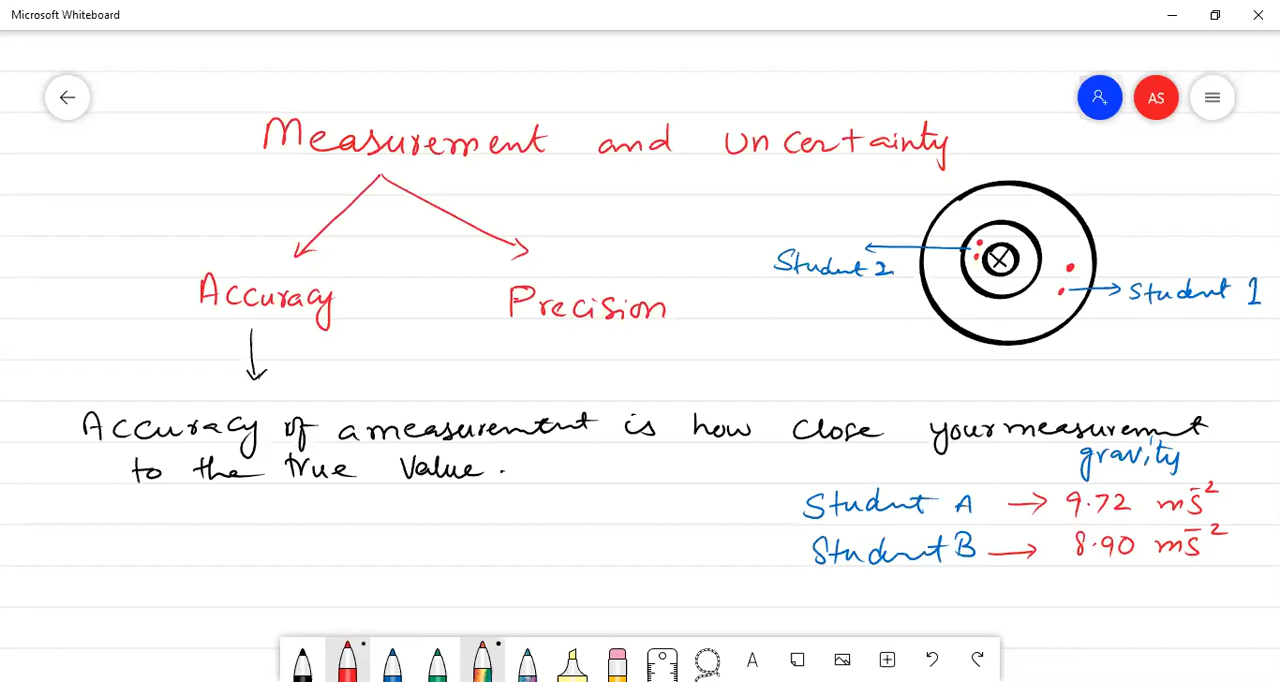 Microsoft Whiteboard
AS
Measurement and Uncertainty
Student 2
Student 1
Accuracy
Precision
Accuracy of a measurement is how close your measurement
to the true value.
gravity
Student A → 9.72 ms⁻²
Student B → 8.90 ms⁻²
A